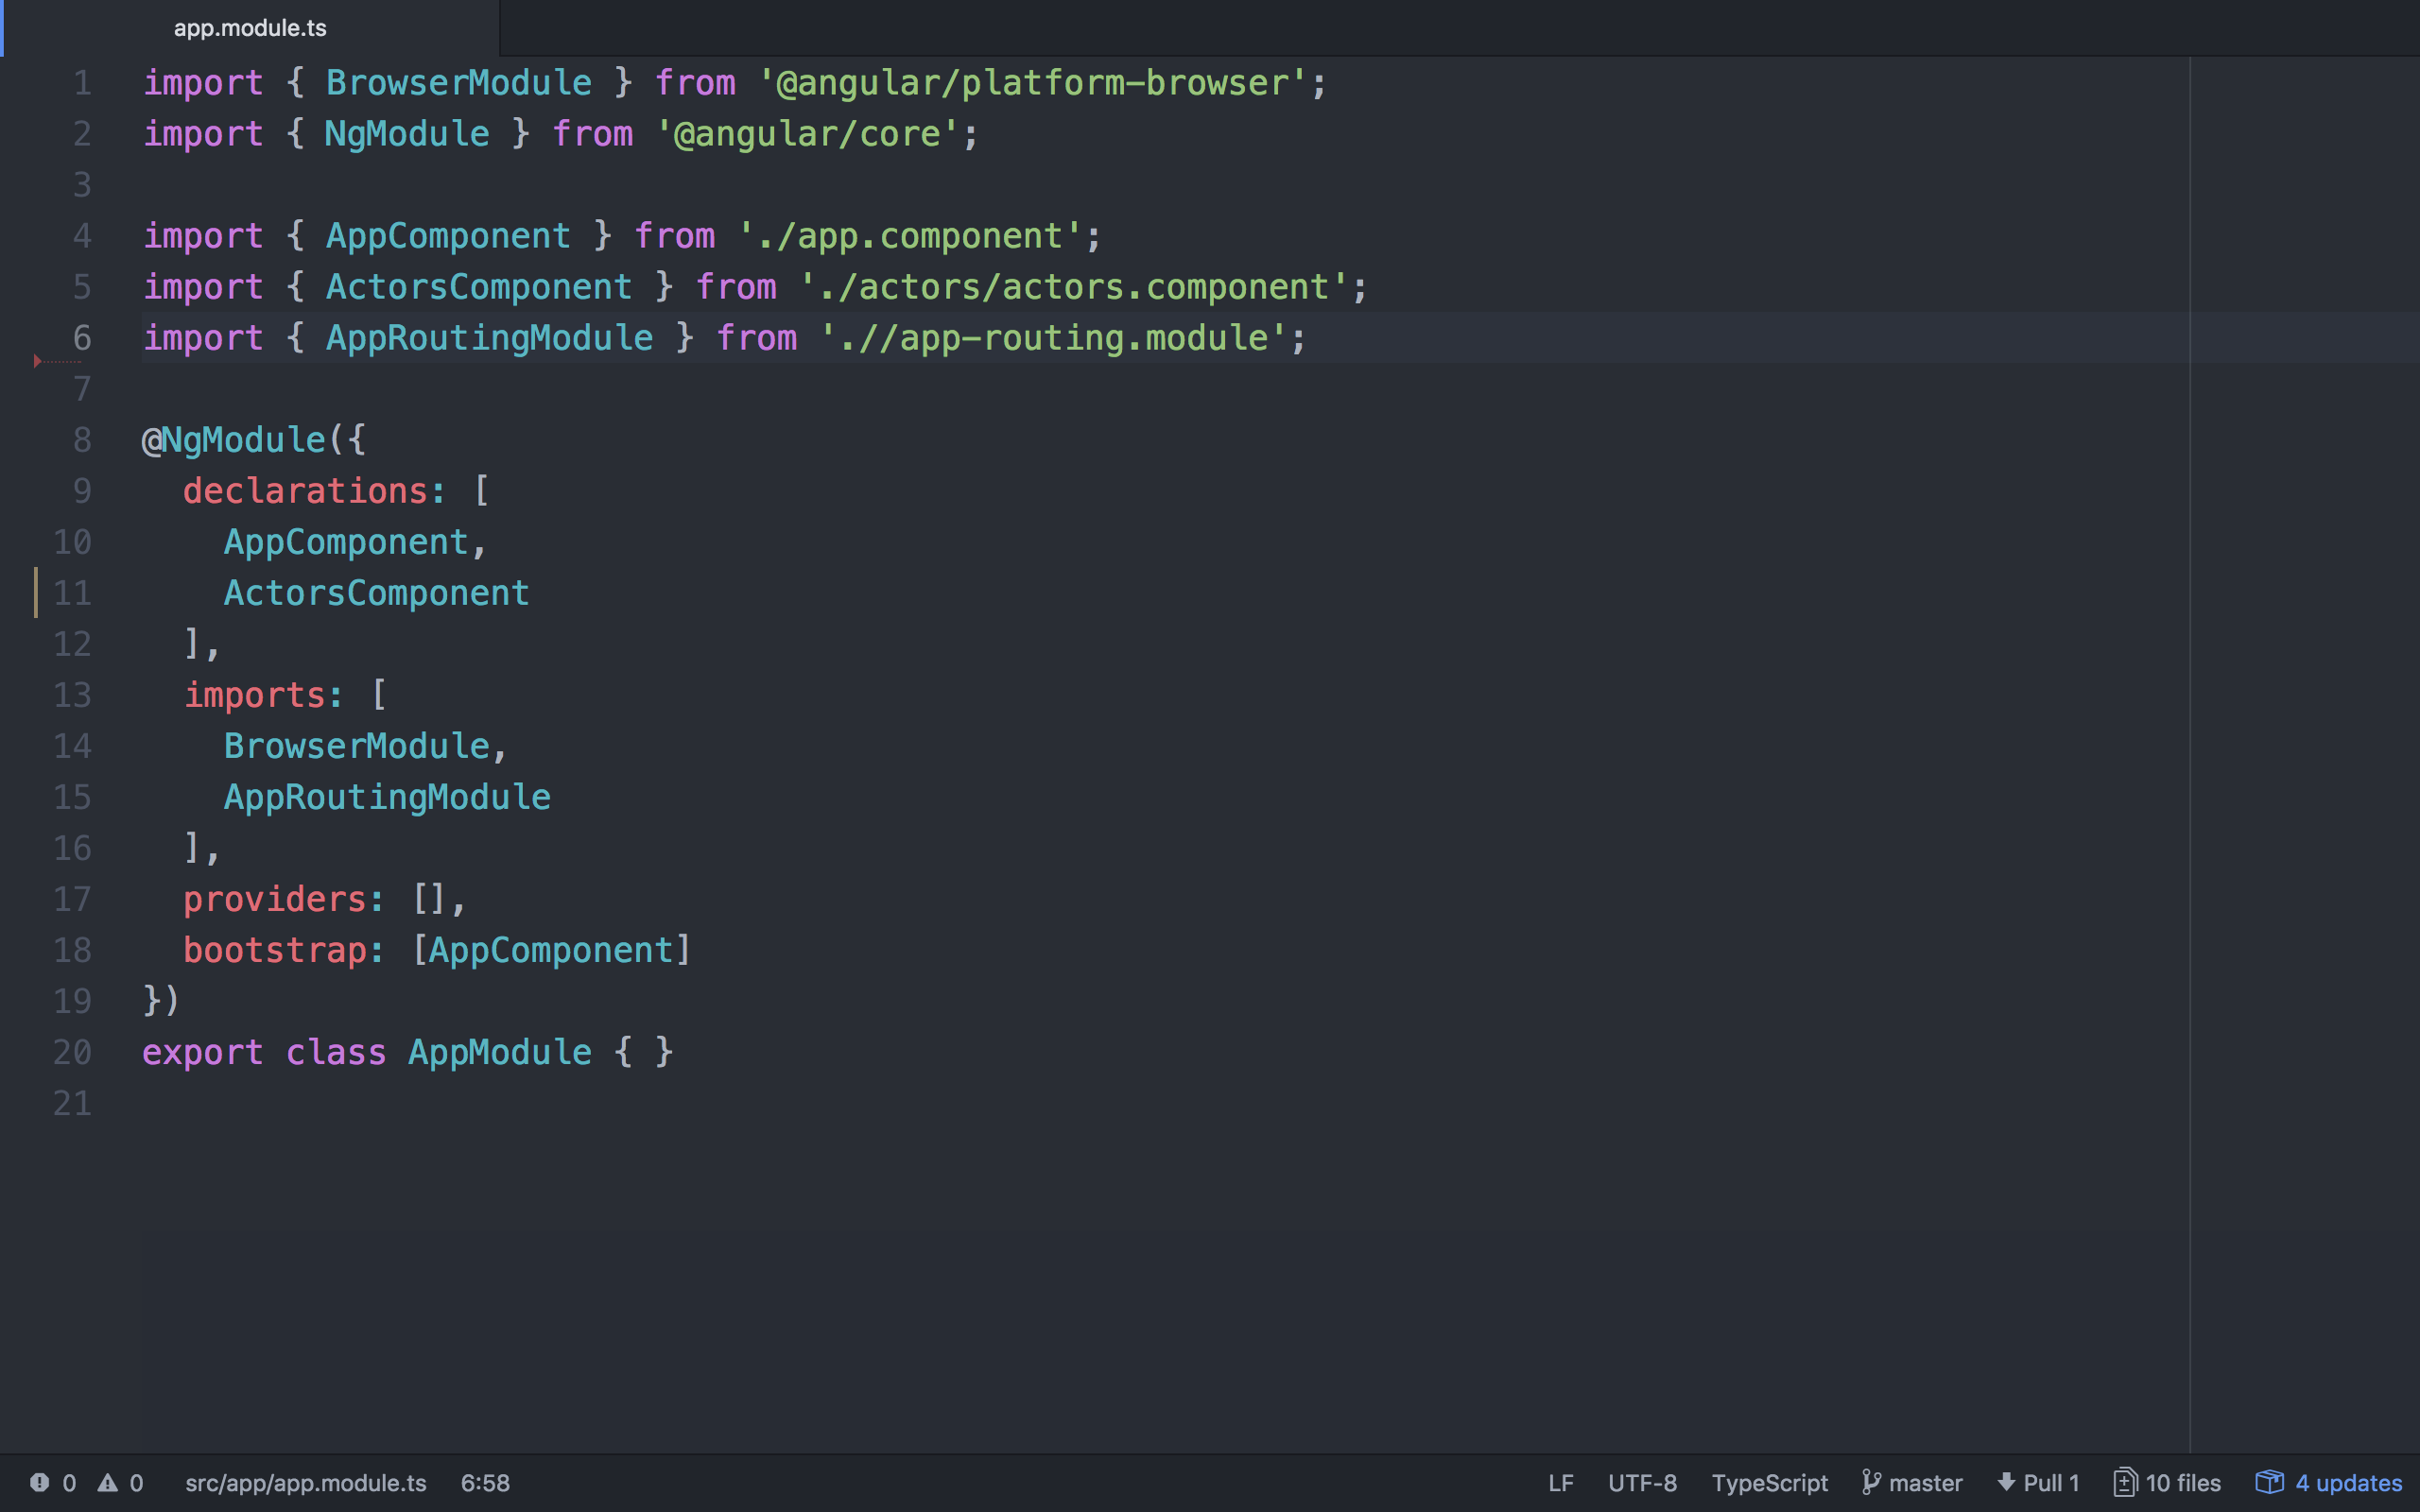 app.module.ts
1 import { BrowserModule } from '@angular/platform-browser';
2 import { NgModule } from '@angular/core';
3
4 import { AppComponent } from './app.component';
5 import { ActorsComponent } from './actors/actors.component';
6 import { AppRoutingModule } from './/app-routing.module';
7
8 @NgModule({
9   declarations: [
10     AppComponent,
11     ActorsComponent
12   ],
13   imports: [
14     BrowserModule,
15     AppRoutingModule
16   ],
17   providers: [],
18   bootstrap: [AppComponent]
19 })
20 export class AppModule { }
21
0 0 src/app/app.module.ts 6:58 LF UTF-8 TypeScript master Pull 1 10 files 4 updates